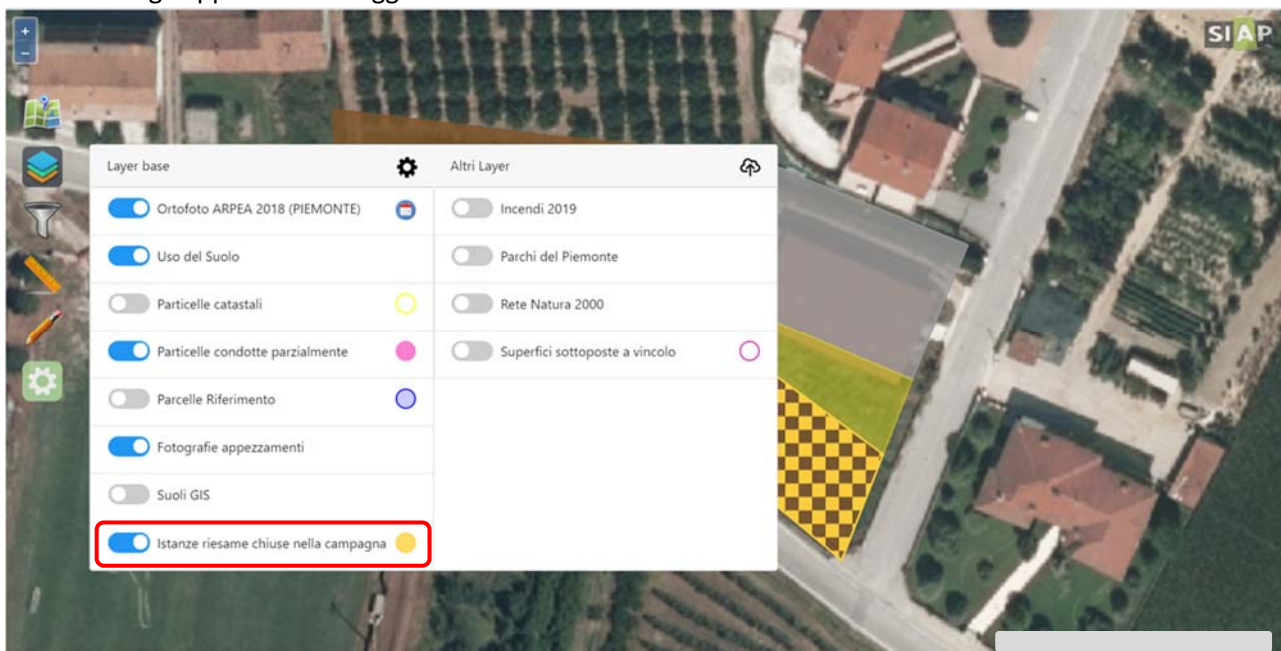 SIAP
+
-
Layer base
Altri Layer
Ortofoto ARPEA 2018 (PIEMONTE)
Incendi 2019
Uso del Suolo
Parchi del Piemonte
Particelle catastali
Rete Natura 2000
Particelle condotte parzialmente
Superfici sottoposte a vincolo
Parcelle Riferimento
Fotografie appezzamenti
Suoli GIS
Istanze riesame chiuse nella campagna